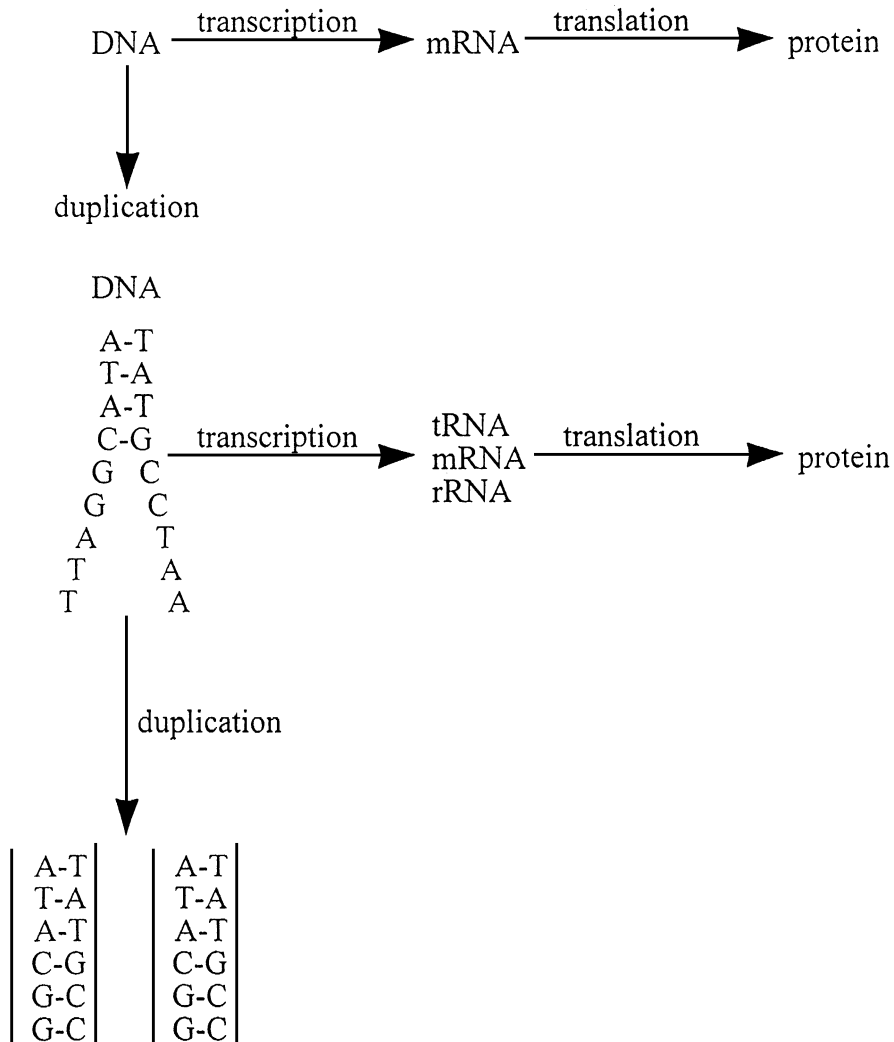 DNA transcription mRNA translation protein
duplication
DNA
A-T
T-A
A-T
C-G
G C
G C
A T
T A
T A
transcription
tRNA
mRNA
rRNA
translation
protein
duplication
A-T A-T
T-A T-A
A-T A-T
C-G C-G
G-C G-C
G-C G-C